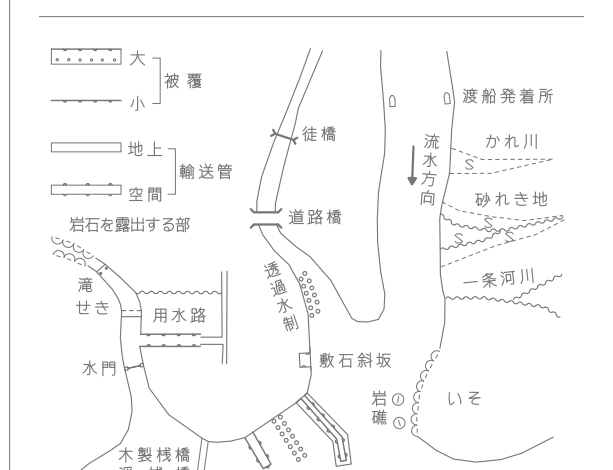 大
被覆
小
渡船発着所
徒橋
流水方向
かれ川
地上
輸送管
空間
砂れき地
岩石を露出する部
道路橋
透過水制
滝
せき
用水路
一条河川
水門
敷石斜坂
岩礁
いそ
木製桟橋